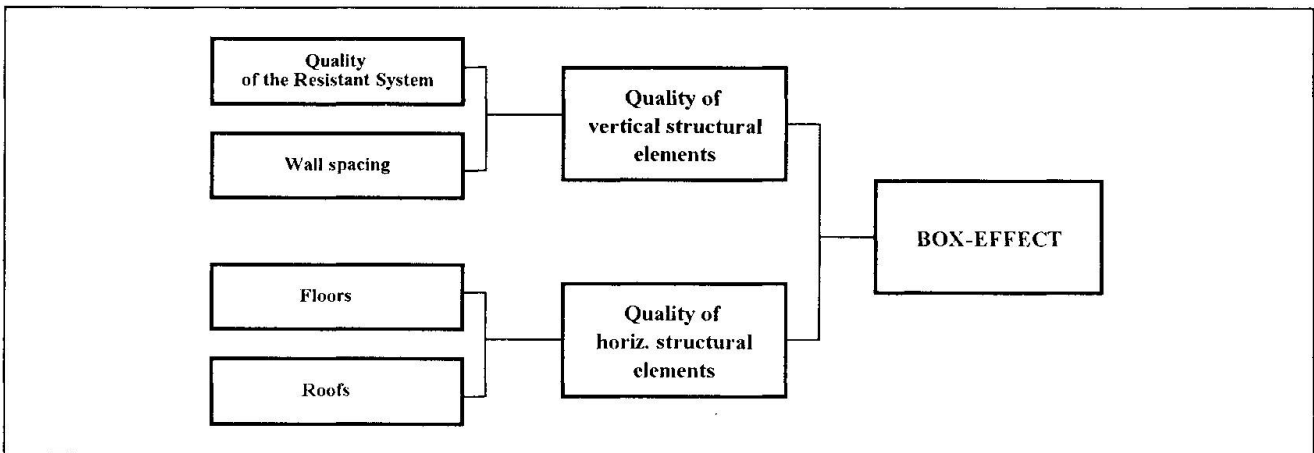 Quality
of the Resistant System
Wall spacing
Quality of
vertical structural
elements
BOX-EFFECT
Floors
Roofs
Quality of
horiz. structural
elements